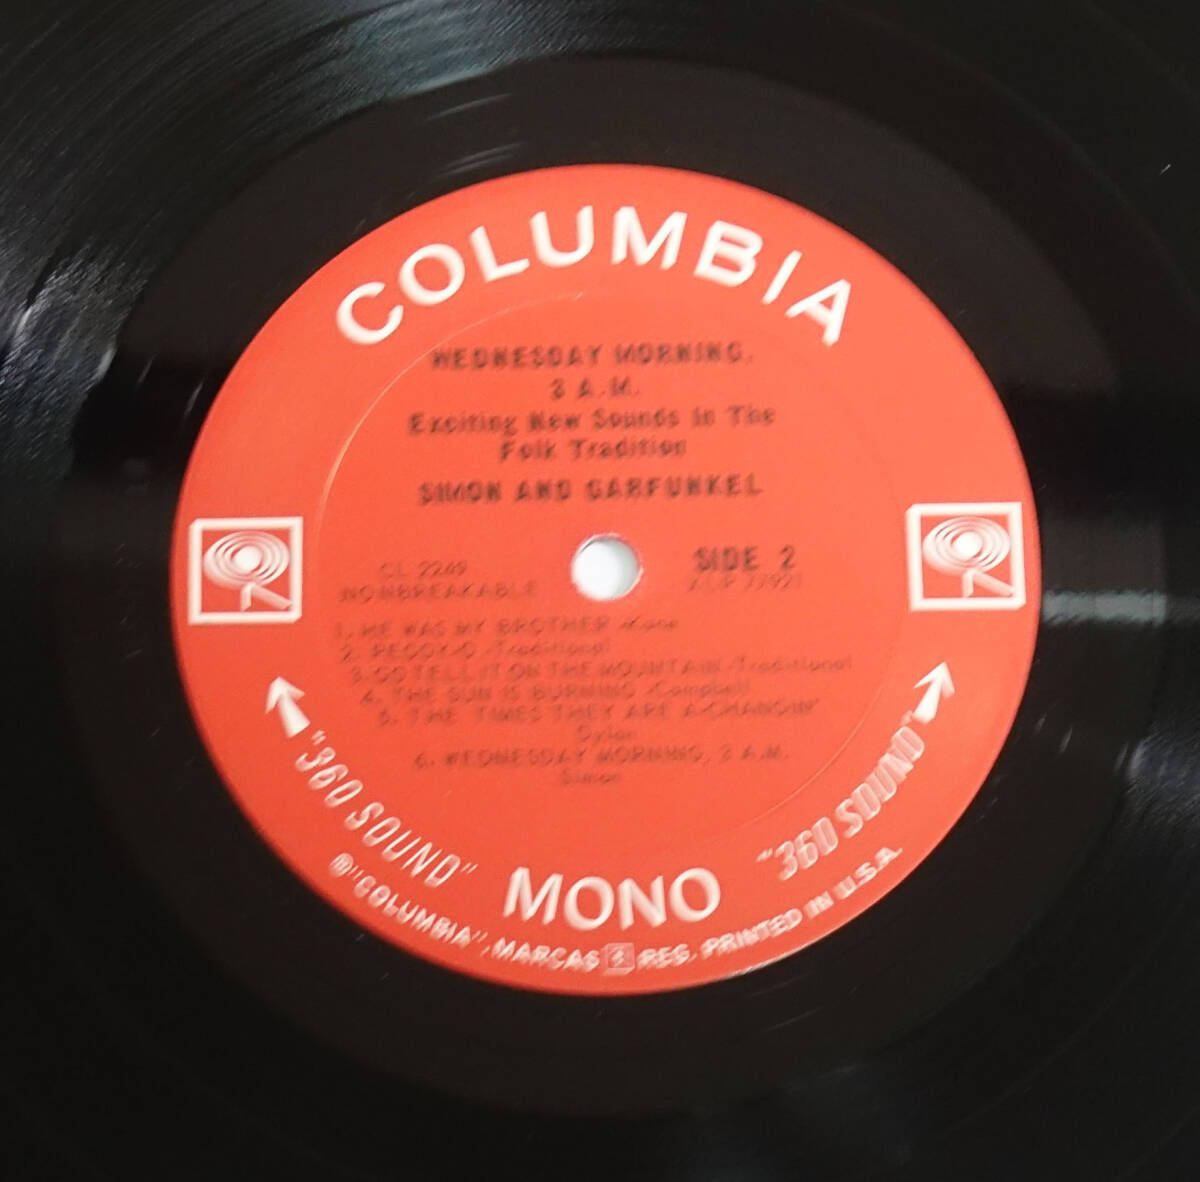 COLUMBIA
WEDNESDAY MORNING,
3 A.M.
Exciting New Sounds in The
Folk Tradition
SIMON AND GARFUNKEL
CL 2249
NONBREAKABLE
SIDE 2
XLP 77921
1. HE WAS MY BROTHER -Kane
2. PEGGY-O -Traditional
3. GO TELL IT ON THE MOUNTAIN -Traditional
4. THE SUN IS BURNING -Campbell
5. THE TIMES THEY ARE A-CHANGIN'
Dylan
6. WEDNESDAY MORNING, 3 A.M.
Simon
"360 SOUND"
MONO
"360 SOUND"
®"COLUMBIA", MARCAS REG. PRINTED IN U.S.A.